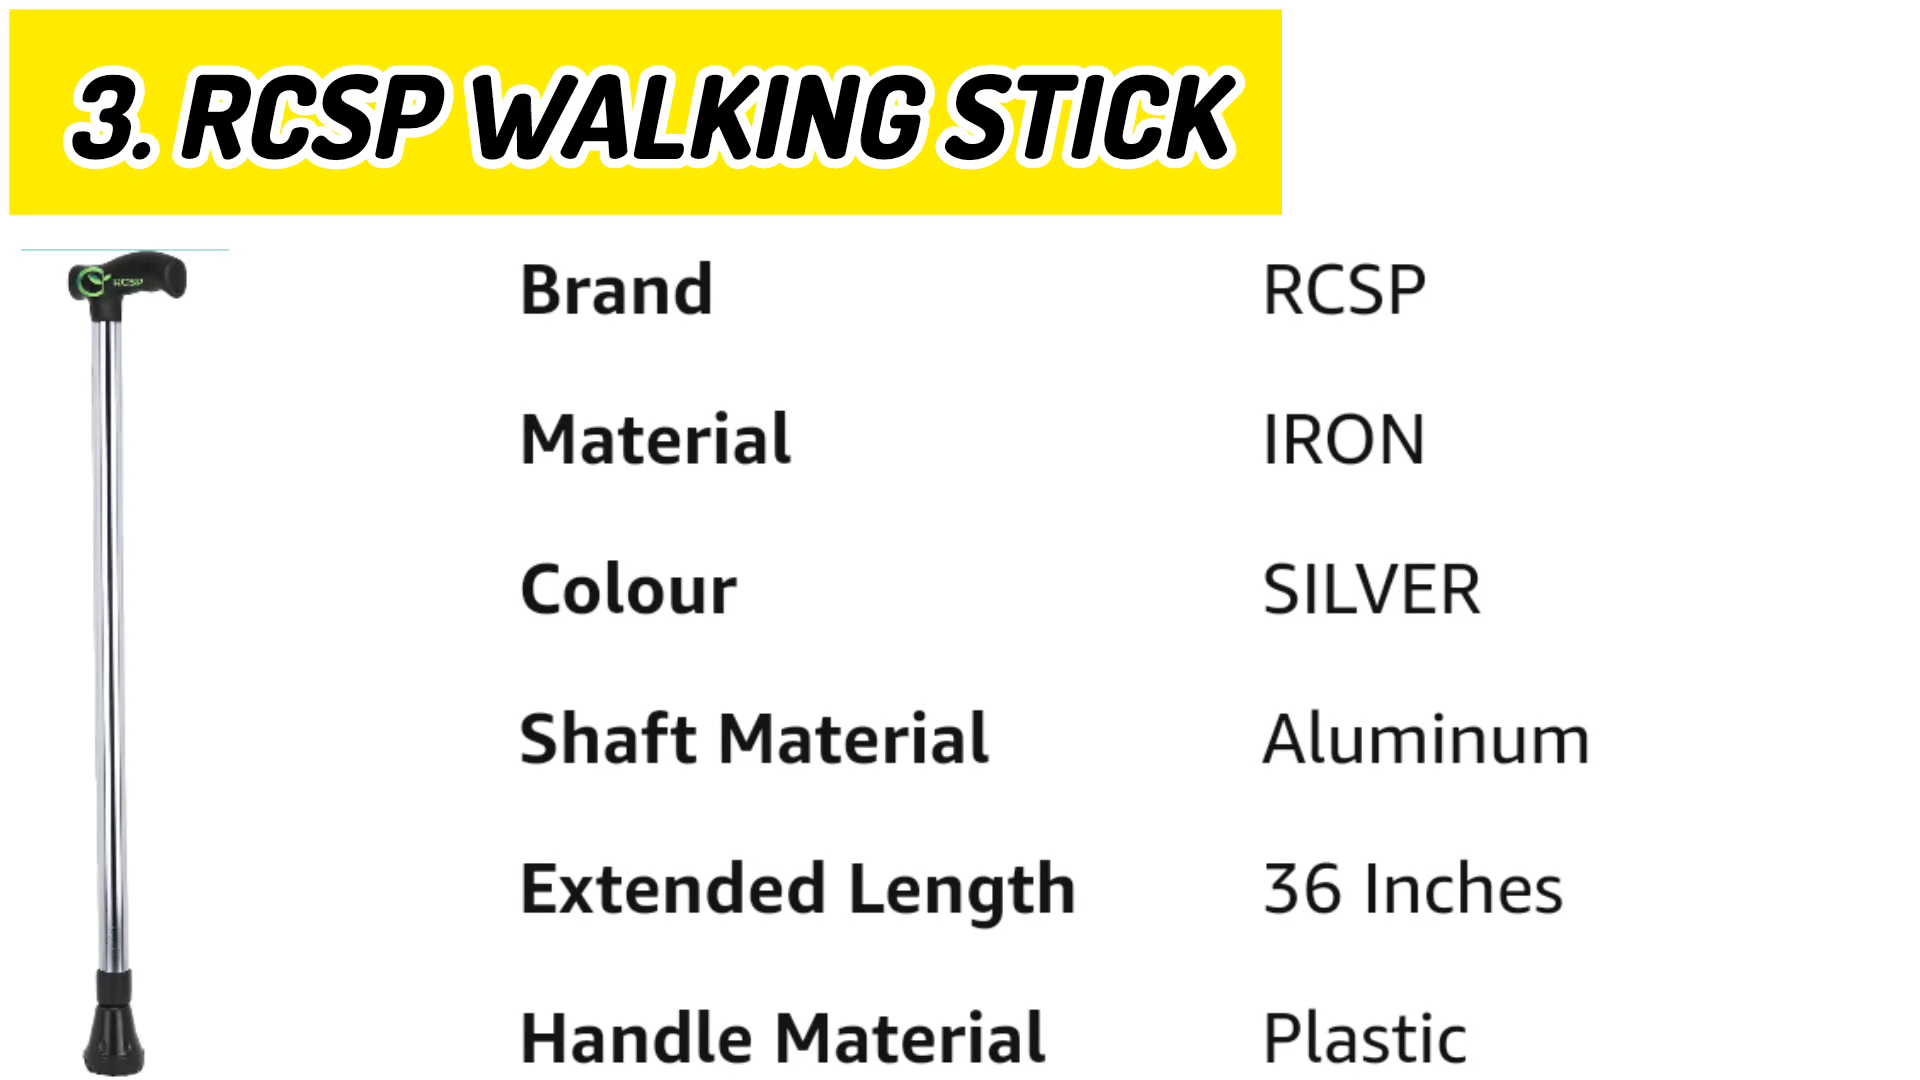 3. RCSP WALKING STICK
RCSP
Brand RCSP
Material IRON
Colour SILVER
Shaft Material Aluminum
Extended Length 36 Inches
Handle Material Plastic